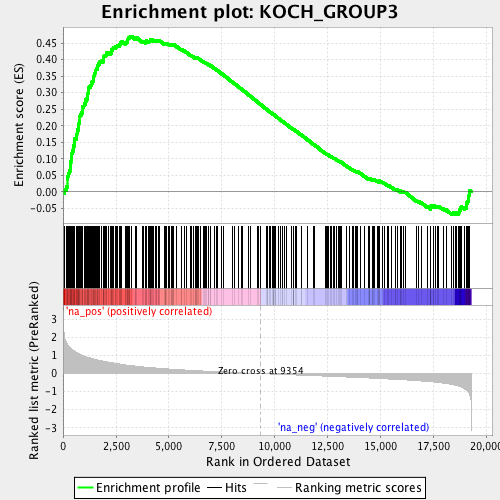 Enrichment plot: KOCH_GROUP3
Enrichment score (ES)
0.45
0.40
0.35
0.30
0.25
0.20
0.15
0.10
0.05
0.00
-0.05
Ranked list metric (PreRanked)
'na_pos' (positively correlated)
3
2
1
0
-1
-2
-3
Zero cross at 9354
'na_neg' (negatively correlated)
0
2,500
5,000
7,500
10,000
12,500
15,000
17,500
20,000
Rank in Ordered Dataset
Enrichment profile
Hits
Ranking metric scores